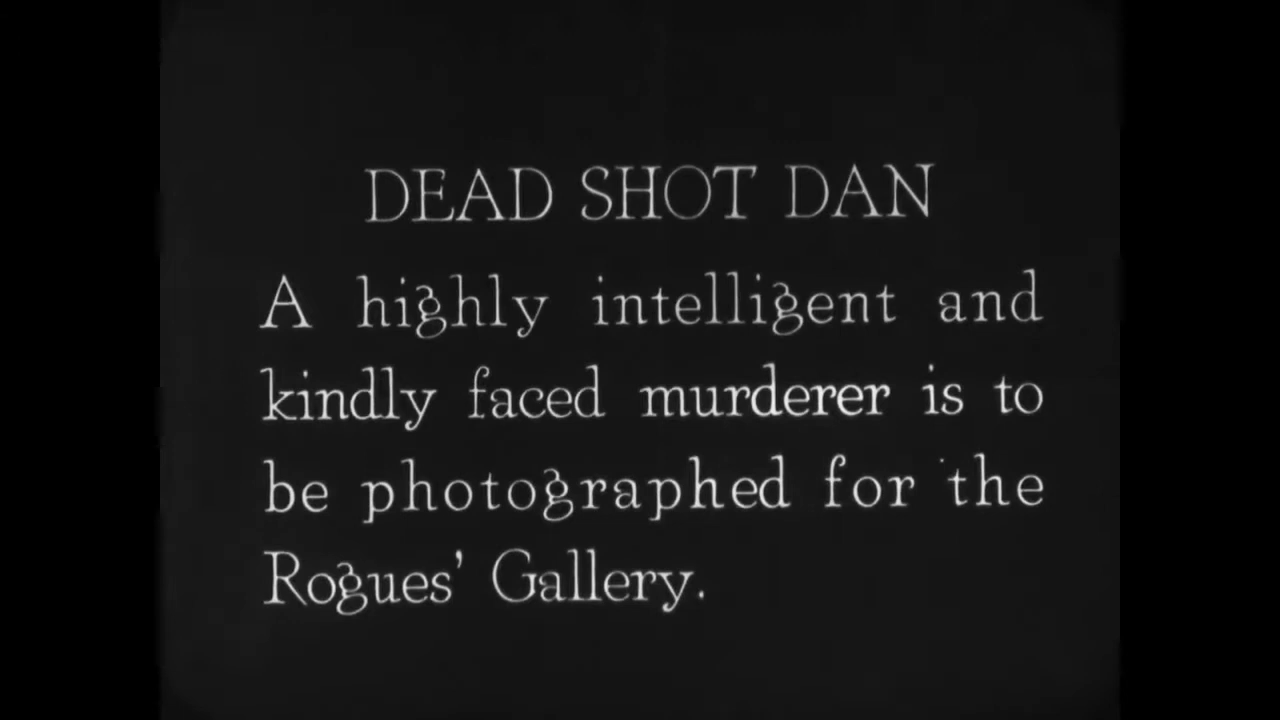 DEAD SHOT DAN
A highly intelligent and
kindly faced murderer is to
be photographed for the
Rogues’ Gallery.